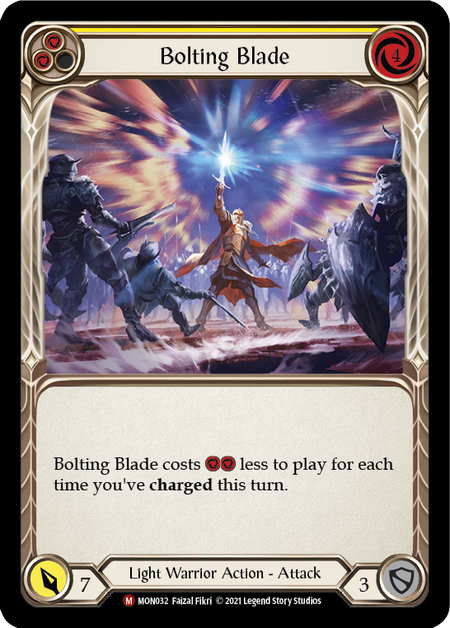 Bolting Blade
4
Bolting Blade costs less to play for each
time you've charged this turn.
7
Light Warrior Action - Attack
3
M MON032 Faizal Fikri © 2021 Legend Story Studios